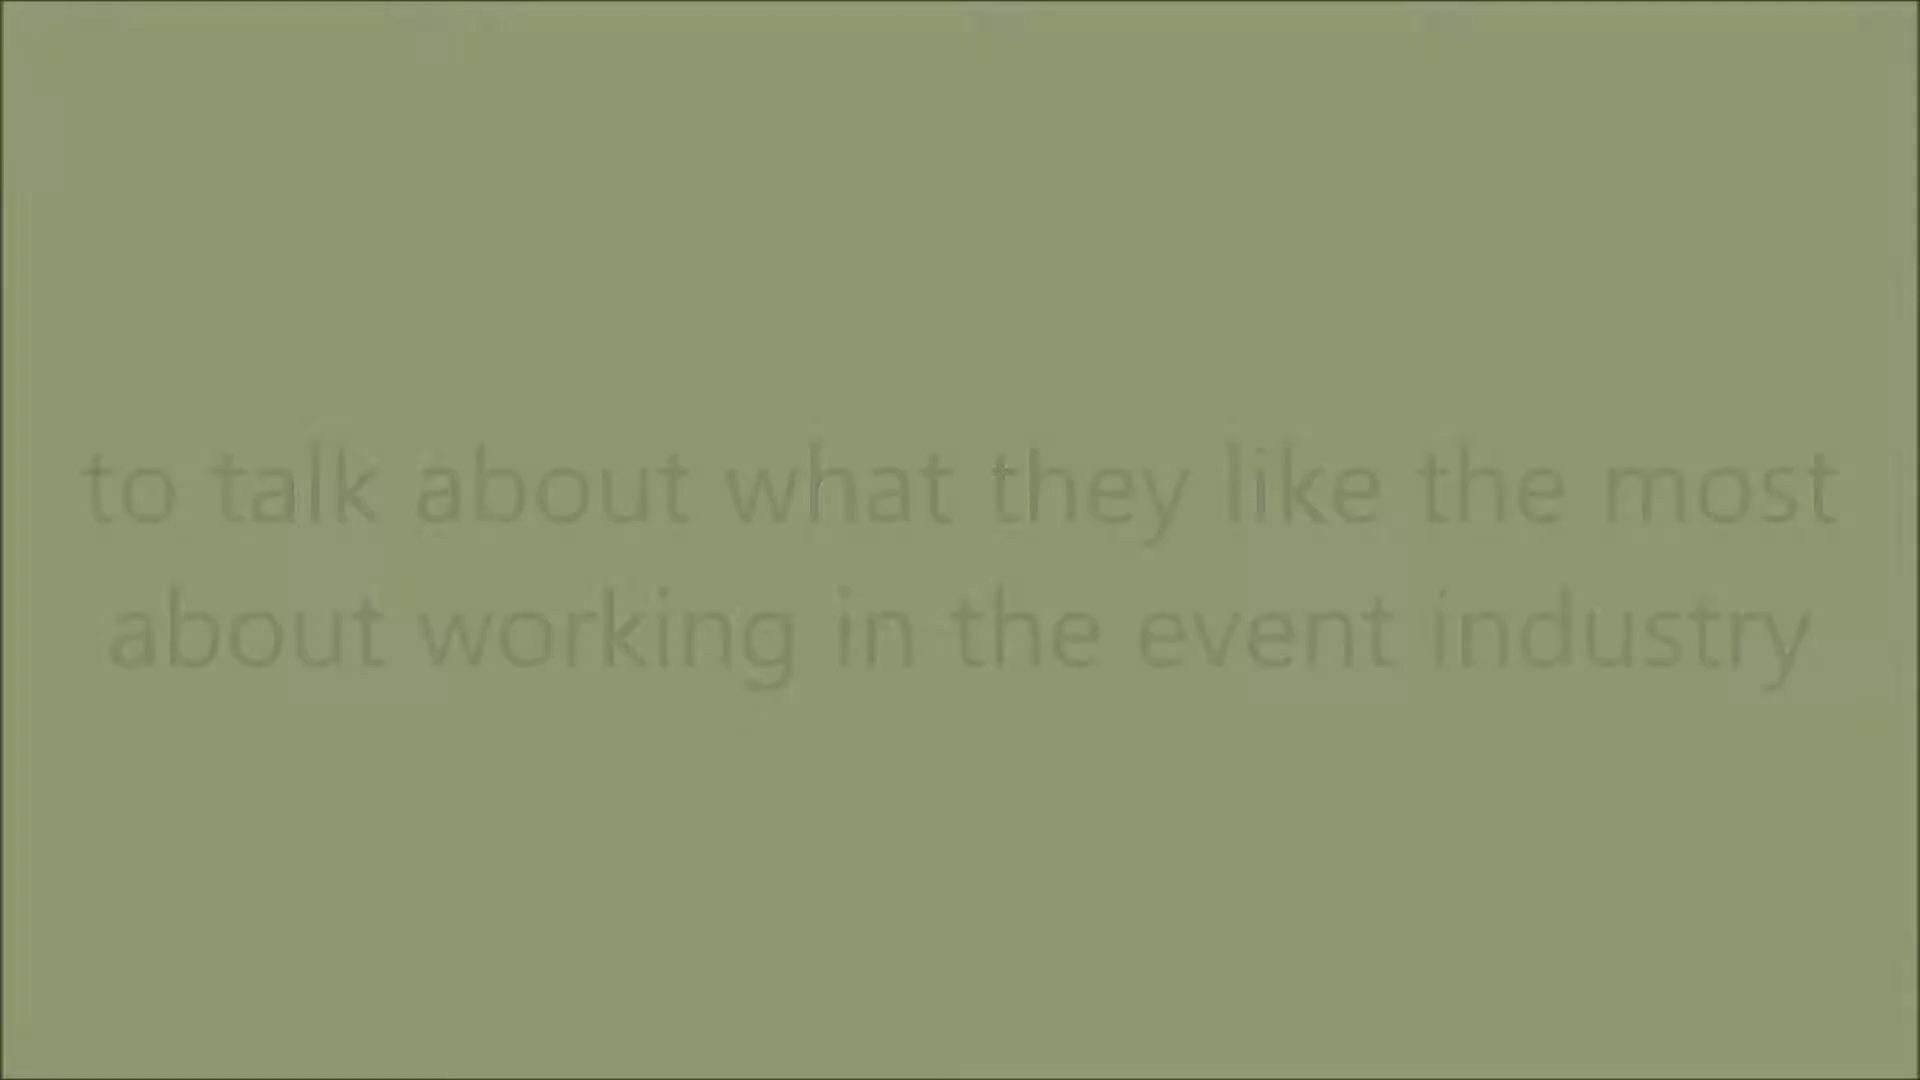 to talk about what they like the most
about working in the event industry